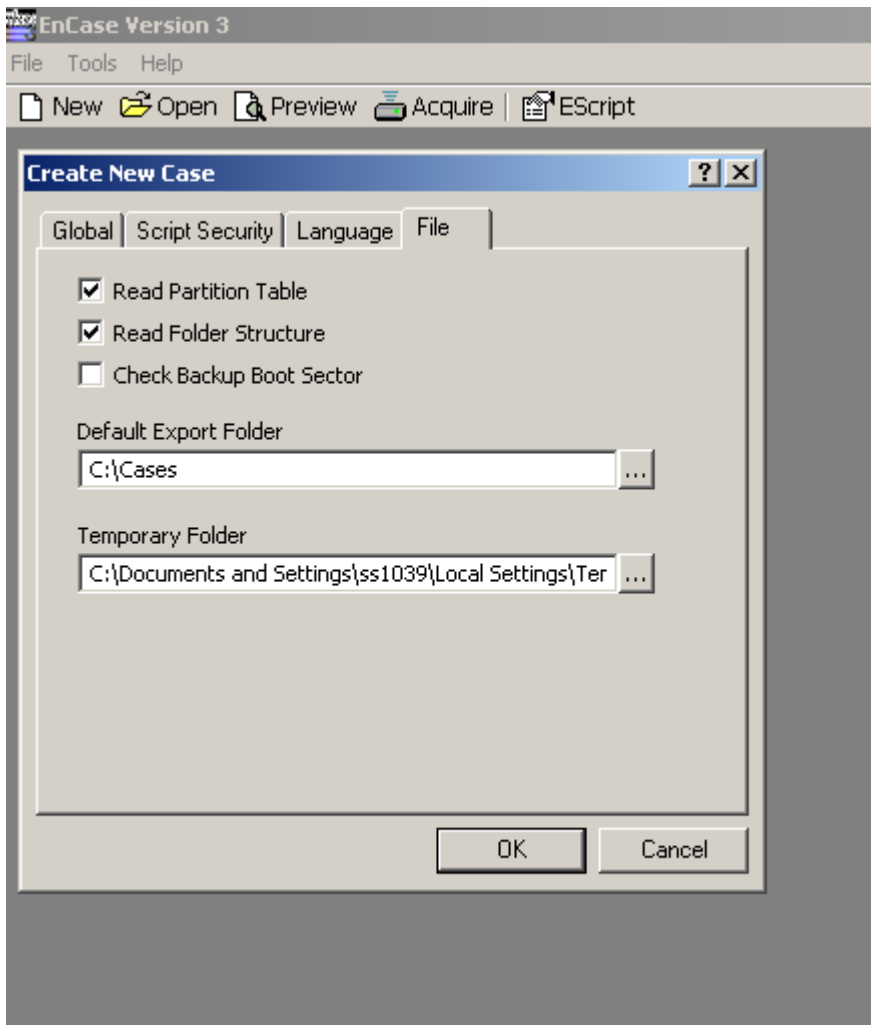 EnCase Version 3
File Tools Help
New Open Preview Acquire EScript
Create New Case
Global Script Security Language File
Read Partition Table
Read Folder Structure
Check Backup Boot Sector
Default Export Folder
C:\Cases ...
Temporary Folder
C:\Documents and Settings\ss1039\Local Settings\Ter ...
OK Cancel